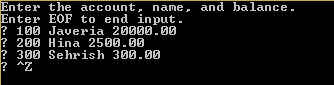 Enter the account, name, and balance.
Enter EOF to end input.
? 100 Javeria 20000.00
? 200 Hina 2500.00
? 300 Sehrish 300.00
? ^Z